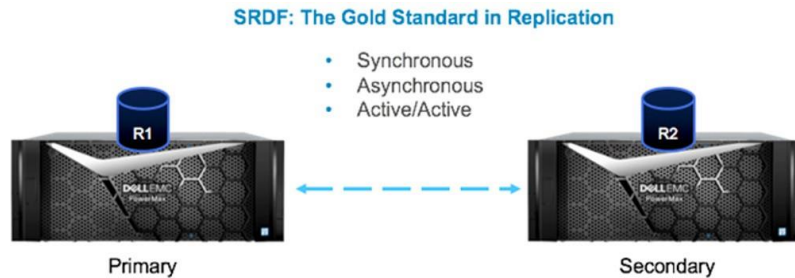 SRDF: The Gold Standard in Replication
• Synchronous
• Asynchronous
• Active/Active
R1
R2
DELLEMC
PowerMax
DELLEMC
PowerMax
Primary
Secondary